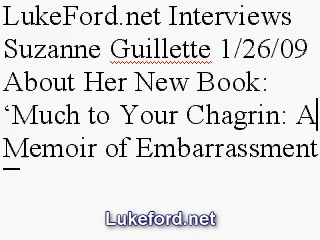 LukeFord.net Interviews
Suzanne Guillette 1/26/09
About Her New Book:
‘Much to Your Chagrin: A
Memoir of Embarrassment
Lukeford.net